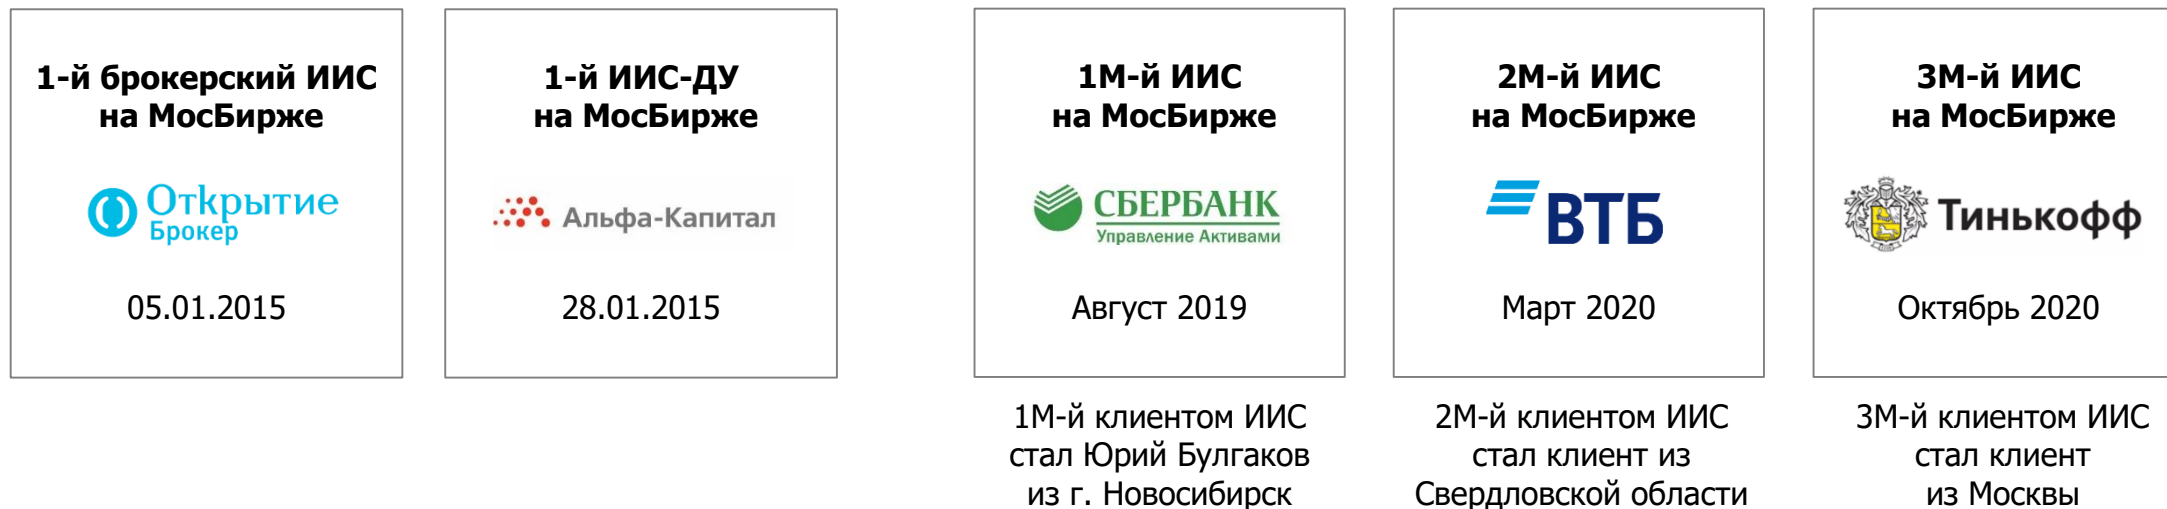 1-й брокерский ИИС
на МосБирже
Открытие
Брокер
05.01.2015
1-й ИИС-ДУ
на МосБирже
Альфа-Капитал
28.01.2015
1М-й ИИС
на МосБирже
СБЕРБАНК
Управление Активами
Август 2019
1М-й клиентом ИИС
стал Юрий Булгаков
из г. Новосибирск
2М-й ИИС
на МосБирже
ВТБ
Март 2020
2М-й клиентом ИИС
стал клиент из
Свердловской области
3М-й ИИС
на МосБирже
Тинькофф
Октябрь 2020
3М-й клиентом ИИС
стал клиент
из Москвы